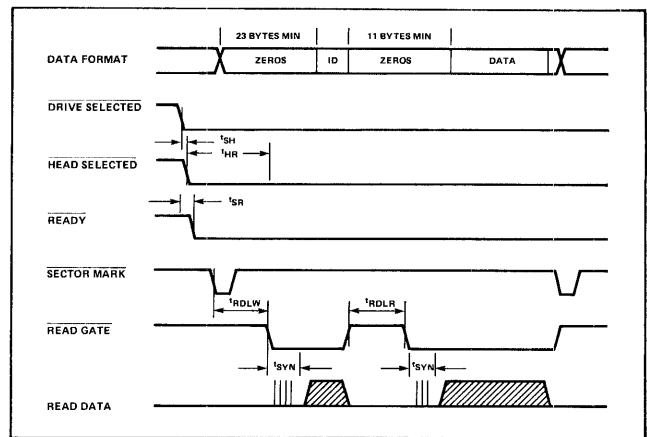 23 BYTES MIN 11 BYTES MIN
DATA FORMAT ZEROS ID ZEROS DATA
DRIVE SELECTED
tSH
tHR
HEAD SELECTED
tSR
READY
SECTOR MARK
tRDLW tRDLR
READ GATE
tSYN tSYN
READ DATA